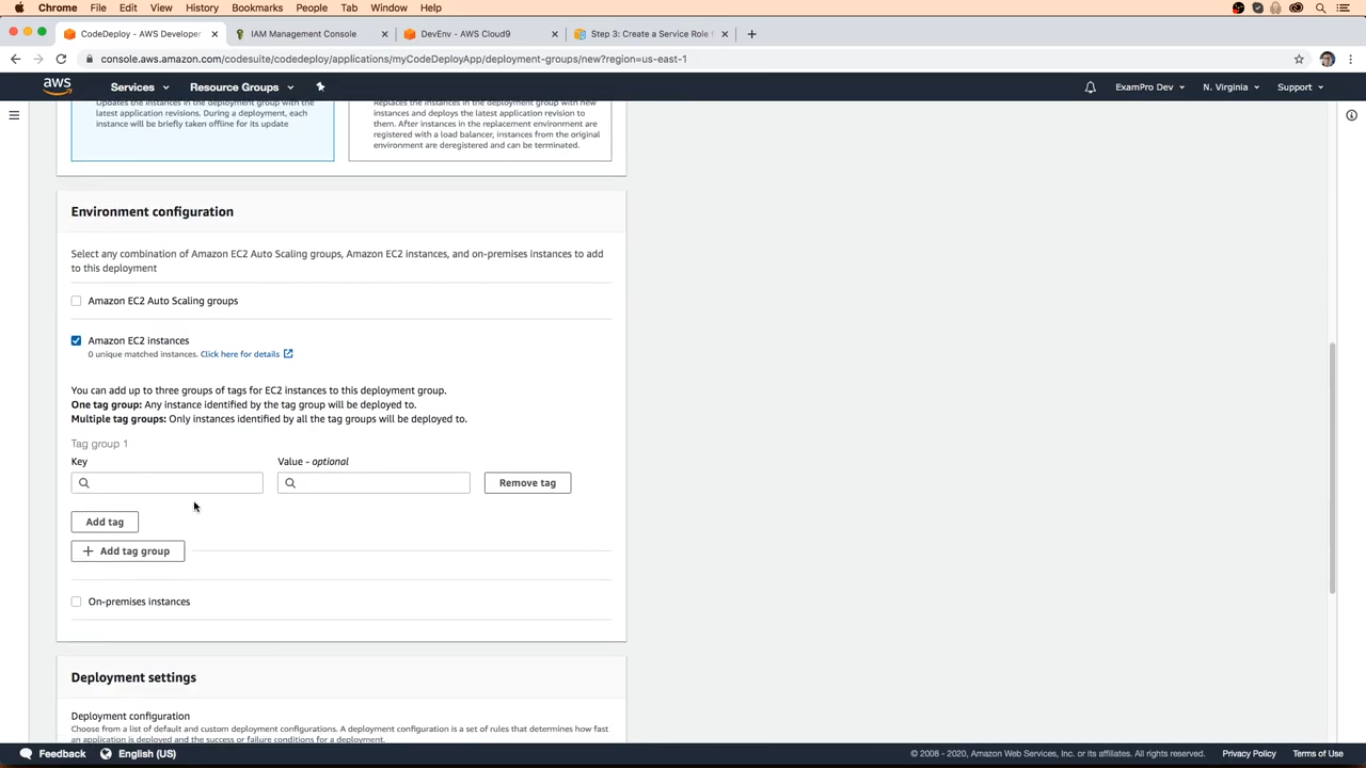 Chrome File Edit View History Bookmarks People Tab Window Help
CodeDeploy - AWS Developer
IAM Management Console
DevEnv - AWS Cloud9
Step 3: Create a Service Role
console.aws.amazon.com/codesuite/codedeploy/applications/myCodeDeployApp/deployment-groups/new?region=us-east-1
aws Services Resource Groups ExamPro Dev N. Virginia Support
Updates the instances in the deployment group with the
latest application revisions. During a deployment, each
instance will be briefly taken offline for its update
Replaces the instances in the deployment group with new
instances and deploys the latest application revision to
them. After instances in the replacement environment are
registered with a load balancer, instances from the original
environment are deregistered and can be terminated.
Environment configuration
Select any combination of Amazon EC2 Auto Scaling groups, Amazon EC2 instances, and on-premises instances to add
to this deployment
Amazon EC2 Auto Scaling groups
Amazon EC2 instances
0 unique matched instances. Click here for details
You can add up to three groups of tags for EC2 instances to this deployment group.
One tag group: Any instance identified by the tag group will be deployed to.
Multiple tag groups: Only instances identified by all the tag groups will be deployed to.
Tag group 1
Key
Value - optional
Remove tag
Add tag
+ Add tag group
On-premises instances
Deployment settings
Deployment configuration
Choose from a list of default and custom deployment configurations. A deployment configuration is a set of rules that determines how fast
an application is deployed and the success or failure conditions for a deployment.
Feedback English (US) © 2008 - 2020, Amazon Web Services, Inc. or its affiliates. All rights reserved. Privacy Policy Terms of Use